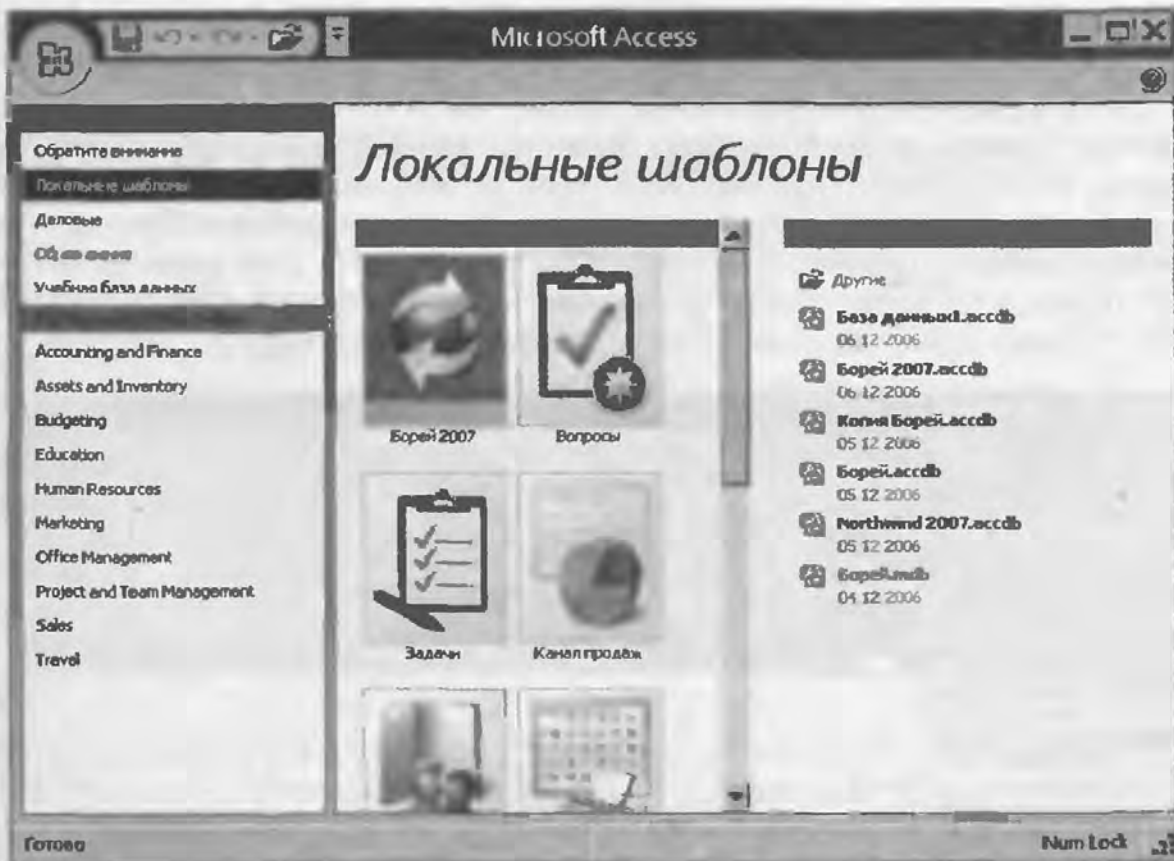 Microsoft Access
Обратите внимание
Локальные шаблоны
Деловые
Учебная база данных
Accounting and Finance
Assets and Inventory
Budgeting
Education
Human Resources
Marketing
Office Management
Project and Team Management
Sales
Travel
Локальные шаблоны
Борей 2007
Вопросы
Задачи
Канал продаж
Другие
База данных1.accdb
06 12 2006
Борей 2007.accdb
06 12 2006
Копия Борей.accdb
05 12 2006
Борей.accdb
05 12 2006
Northwind 2007.accdb
05 12 2006
Борей.mdb
04 12 2006
Готово
Num Lock